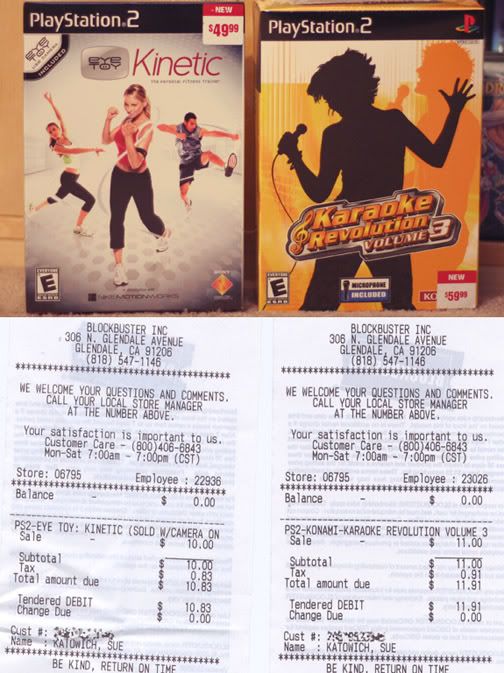 PlayStation 2
NEW
$49.99
EYE TOY
INCLUDED
EYE TOY
Kinetic
the personal fitness trainer
EVERYONE
E
ESRB
NIKEMOTIONWORKS
SONY
PlayStation 2
Karaoke
Revolution
VOLUME 3
EVERYONE
E
ESRB
MICROPHONE
INCLUDED
NEW
$59.99
BLOCKBUSTER INC
306 N. GLENDALE AVENUE
GLENDALE, CA 91206
(818) 547-1146
****************************************
WE WELCOME YOUR QUESTIONS AND COMMENTS.
CALL YOUR LOCAL STORE MANAGER
AT THE NUMBER ABOVE.
Your satisfaction is important to us.
Customer Care - (800)406-6843
Mon-Sat 7:00am - 7:00pm (CST)
Store: 06795 Employee : 22936
****************************************
Balance - $ 0.00
PS2-EYE TOY: KINETIC (SOLD W/CAMERA ON
Sale - $ 10.00
Subtotal $ 10.00
Tax $ 0.83
Total amount due $ 10.83
Tendered DEBIT $ 10.83
Change Due $ 0.00
Cust #:
Name : KATOWICH, SUE
****************************************
BE KIND, RETURN ON TIME
BLOCKBUSTER INC
306 N. GLENDALE AVENUE
GLENDALE, CA 91206
(818) 547-1146
****************************************
WE WELCOME YOUR QUESTIONS AND COMMENTS.
CALL YOUR LOCAL STORE MANAGER
AT THE NUMBER ABOVE.
Your satisfaction is important to us.
Customer Care - (800)406-6843
Mon-Sat 7:00am - 7:00pm (CST)
Store: 06795 Employee : 23026
****************************************
Balance - $ 0.00
PS2-KONAMI-KARAOKE REVOLUTION VOLUME 3
Sale - $ 11.00
Subtotal $ 11.00
Tax $ 0.91
Total amount due $ 11.91
Tendered DEBIT $ 11.91
Change Due $ 0.00
Cust #:
Name : KATOWICH, SUE
****************************************
BE KIND, RETURN ON TIME